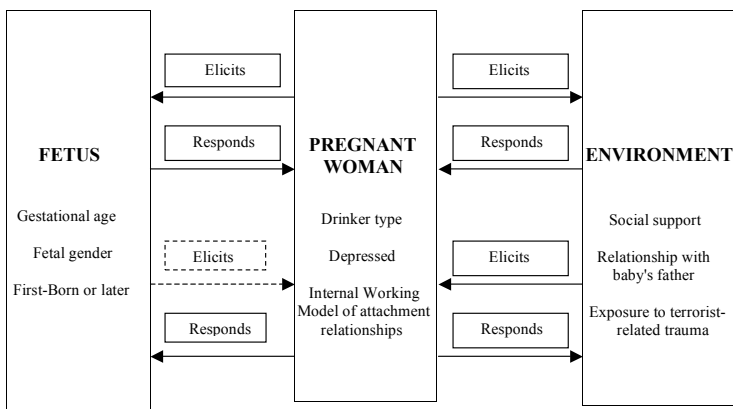 Elicits
Elicits
Responds
Responds
FETUS
PREGNANT
WOMAN
ENVIRONMENT
Gestational age
Fetal gender
First-Born or later
Drinker type
Depressed
Internal Working
Model of attachment
relationships
Social support
Relationship with
baby's father
Exposure to terrorist-
related trauma
Elicits
Elicits
Responds
Responds